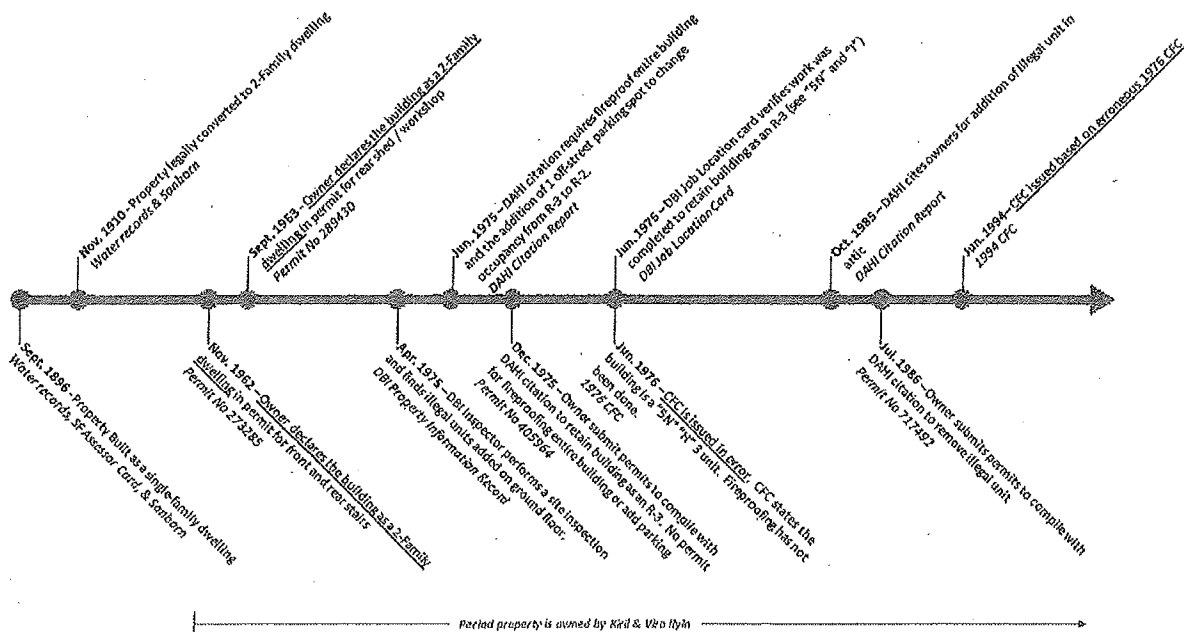 Nov. 1910 - Property legally converted to 2-Family dwelling
Water records & Sanborn
Sept. 1963 - Owner declares the building as a 2-Family
dwelling in permit for rear shed / workshop
Permit No 289430
Jun. 1975 – DAHI citation requires fireproof entire building
and the addition of 1 off-street parking spot to change
occupancy from R-3 to R-2.
DAHI Citation Report
Jun. 1976 – DBI Job Location card verifies work was
completed to retain building as an R-3 (see "5N" and "I")
DBI Job Location Card
Oct. 1985 – DAHI cites owners for addition of illegal unit in
attic
DAHI Citation Report
Jun. 1994 - CFC issued based on erroneous 1976 CFC
1994 CFC
Sept. 1896 - Property Built as a single-family dwelling
Water records, SF Assessor Card, & Sanborn
Nov. 1962 – Owner declares the building as a 2-Family
dwelling in permit for front and rear stairs
Permit No 273285
Apr. 1975 – DBI Inspector performs a site inspection
and finds illegal units added on ground floor.
DBI Property Information Record
Dec. 1975 – Owner submit permits to compile with
DAHI citation to retain building as an R-3. No permit
for fireproofing entire building or add parking
Permit No 405964
Jun. 1976 – CFC is issued in error. CFC states the
building is a "5N" "H" 3 unit. Fireproofing has not
been done.
1976 CFC
Jul. 1986 – Owner submits permits to compile with
DAHI citation to remove illegal unit
Permit No 717492
Period property is owned by Kiril & Vira Ilyin